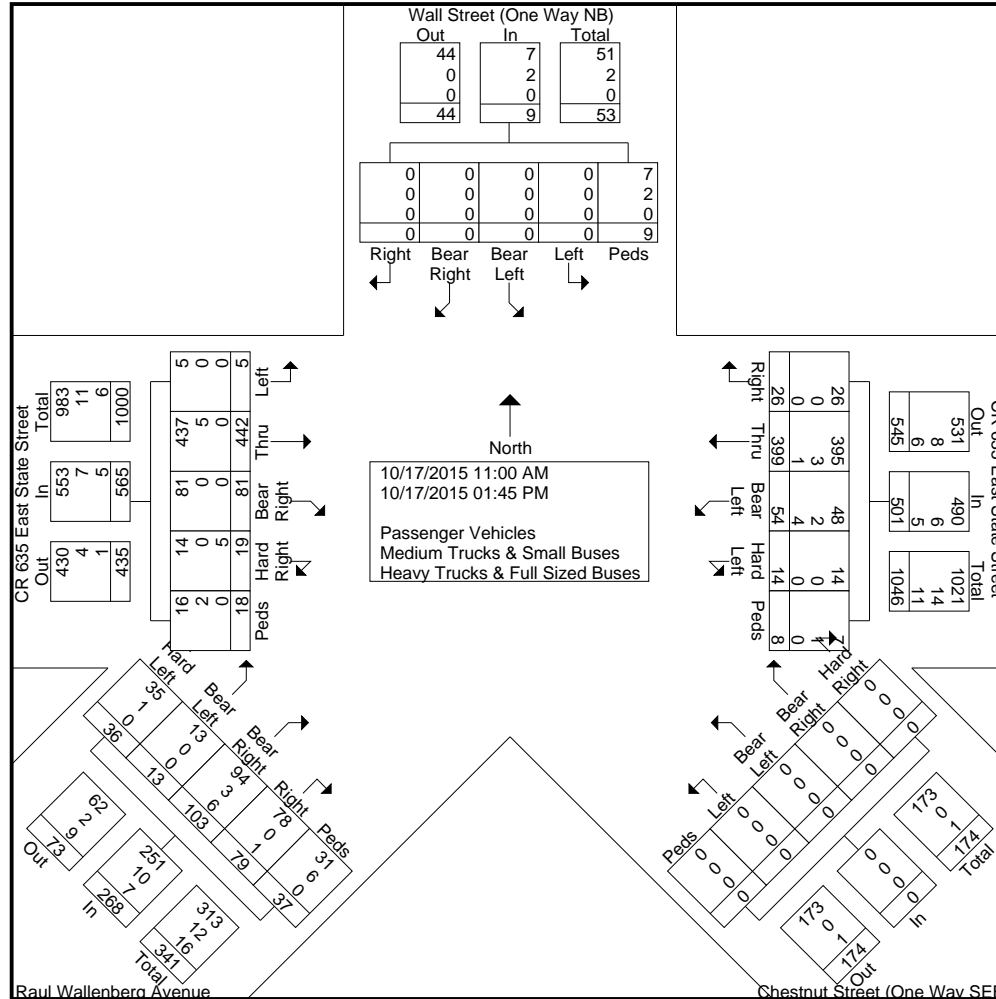 Wall Street (One Way NB)
Out In Total
44 7 51
0 2 2
0 0 0
44 9 53
0 0 0 0 7
0 0 0 0 2
0 0 0 0 0
0 0 0 0 9
Right Bear Right Bear Left Left Peds
CR 635 East State Street
Total In Out
983 11 6 1000
553 7 5 565
430 4 1 435
5 0 0 5 Left
437 5 0 442 Thru
81 0 0 81 Bear Right
14 0 5 19 Hard Right
16 2 0 18 Peds
North
10/17/2015 11:00 AM
10/17/2015 01:45 PM
Passenger Vehicles
Medium Trucks & Small Buses
Heavy Trucks & Full Sized Buses
Right 26 0 0 26
Thru 399 1 3 395
Bear Left 54 4 2 48
Hard Left 14 0 0 14
Peds 8 0 1 7
East State Street
Out In Total
545 6 8 531
501 5 6 490
1046 11 14 1021
Hard Left 35 1 0 36
Bear Left 13 0 0 13
Bear Right 94 3 6 103
Right 78 0 1 79
Peds 31 6 0 37
62 2 9 73 Out
251 10 7 268 In
313 12 16 341 Total
Raul Wallenberg Avenue
Hard Right 0 0 0 0
Bear Right 0 0 0 0
Bear Left 0 0 0 0
Left 0 0 0 0
Peds 0 0 0 0
173 0 1 174 Total
0 0 0 0 In
173 0 1 174 Out
Chestnut Street (One Way SEB